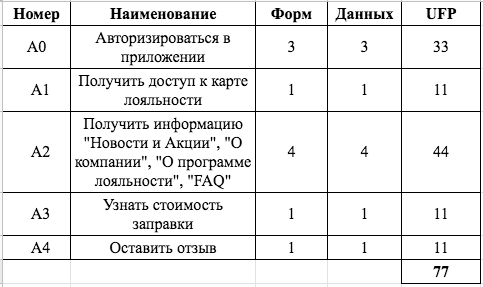 Номер Наименование Форм Данных UFP
A0 Авторизироваться в приложении 3 3 33
A1 Получить доступ к карте лояльности 1 1 11
A2 Получить информацию "Новости и Акции", "О компании", "О программе лояльности", "FAQ" 4 4 44
A3 Узнать стоимость заправки 1 1 11
A4 Оставить отзыв 1 1 11
77